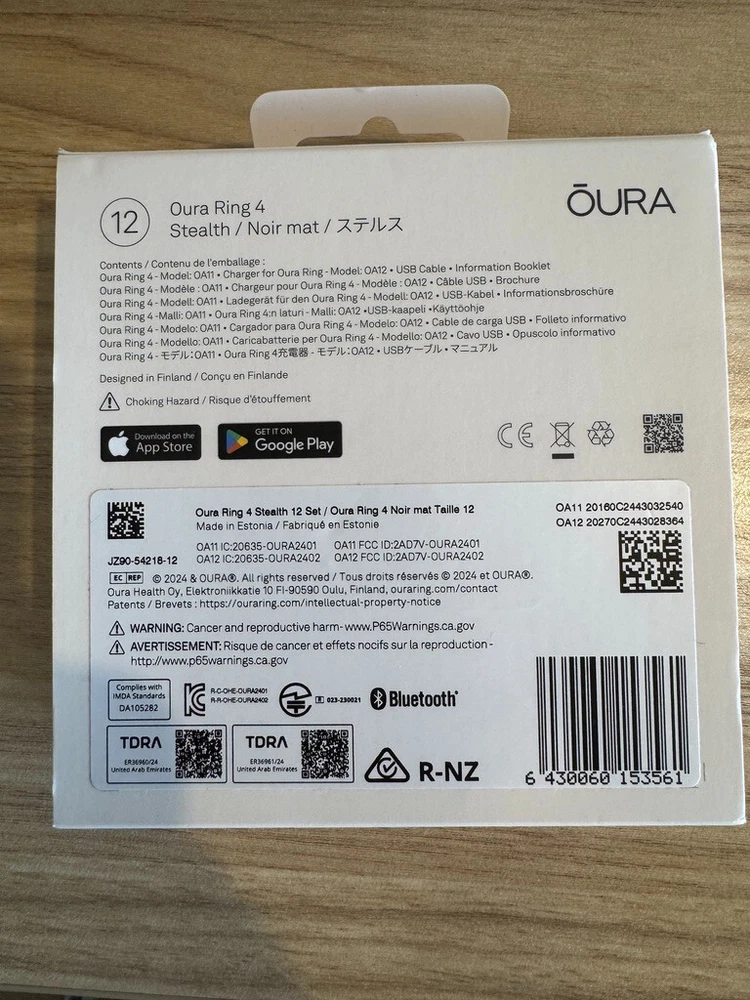 12
Oura Ring 4
Stealth / Noir mat / ステルス
ŌURA
Contents / Contenu de l'emballage :
Oura Ring 4 - Model: OA11 • Charger for Oura Ring - Model: OA12 • USB Cable • Information Booklet
Oura Ring 4 - Modèle : OA11 • Chargeur pour Oura Ring 4 - Modèle : OA12 • Câble USB • Brochure
Oura Ring 4 - Modell: OA11 • Ladegerät für den Oura Ring 4 - Modell: OA12 • USB-Kabel • Informationsbroschüre
Oura Ring 4 -Malli: OA11 • Oura Ring 4:n laturi - Malli: OA12 •USB-kaapeli •Käyttöohje
Oura Ring 4 - Modelo: OA11 • Cargador para Oura Ring 4 - Modelo: OA12 • Cable de carga USB • Folleto informativo
Oura Ring 4 - Modello: OA11 • Caricabatterie per Oura Ring 4 - Modello: OA12 • Cavo USB • Opuscolo informativo
Oura Ring 4 - モデル：OA11 • Oura Ring 4充電器 - モデル：OA12 • USBケーブル • マニュアル
Designed in Finland / Conçu en Finlande
Choking Hazard / Risque d'étouffement
Download on the
App Store
GET IT ON
Google Play
CE
Oura Ring 4 Stealth 12 Set / Oura Ring 4 Noir mat Taille 12
Made in Estonia / Fabriqué en Estonie
OA11 20160C2443032540
OA12 20270C2443028364
OA11 IC:20635-OURA2401 OA11 FCC ID:2AD7V-OURA2401
OA12 IC:20635-OURA2402 OA12 FCC ID:2AD7V-OURA2402
JZ90-54218-12
EC REP © 2024 & OURA®. All rights reserved / Tous droits réservés © 2024 et OURA®.
Oura Health Oy, Elektroniikkatie 10 FI-90590 Oulu, Finland, ouraring.com/contact
Patents / Brevets : https://ouraring.com/intellectual-property-notice
WARNING: Cancer and reproductive harm-www.P65Warnings.ca.gov
AVERTISSEMENT: Risque de cancer et effets nocifs sur la reproduction -
http://www.p65warnings.ca.gov
Complies with
IMDA Standards
DA105282
R-C-OHE-OURA2401
R-R-OHE-OURA2402
R 023-230021
Bluetooth®
TDRA
ER36960/24
United Arab Emirates
TDRA
ER36961/24
United Arab Emirates
R-NZ
6 430060 153561